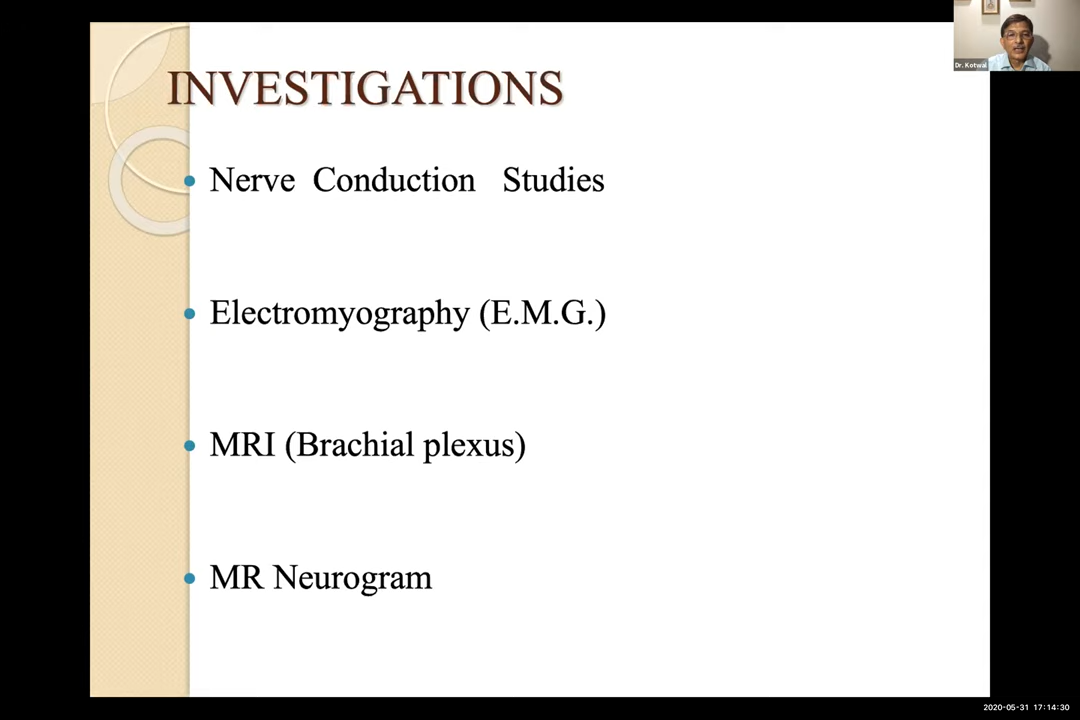 INVESTIGATIONS
Nerve Conduction Studies
Electromyography (E.M.G.)
MRI (Brachial plexus)
MR Neurogram
Dr. Kotwal
2020-05-31 17:14:30